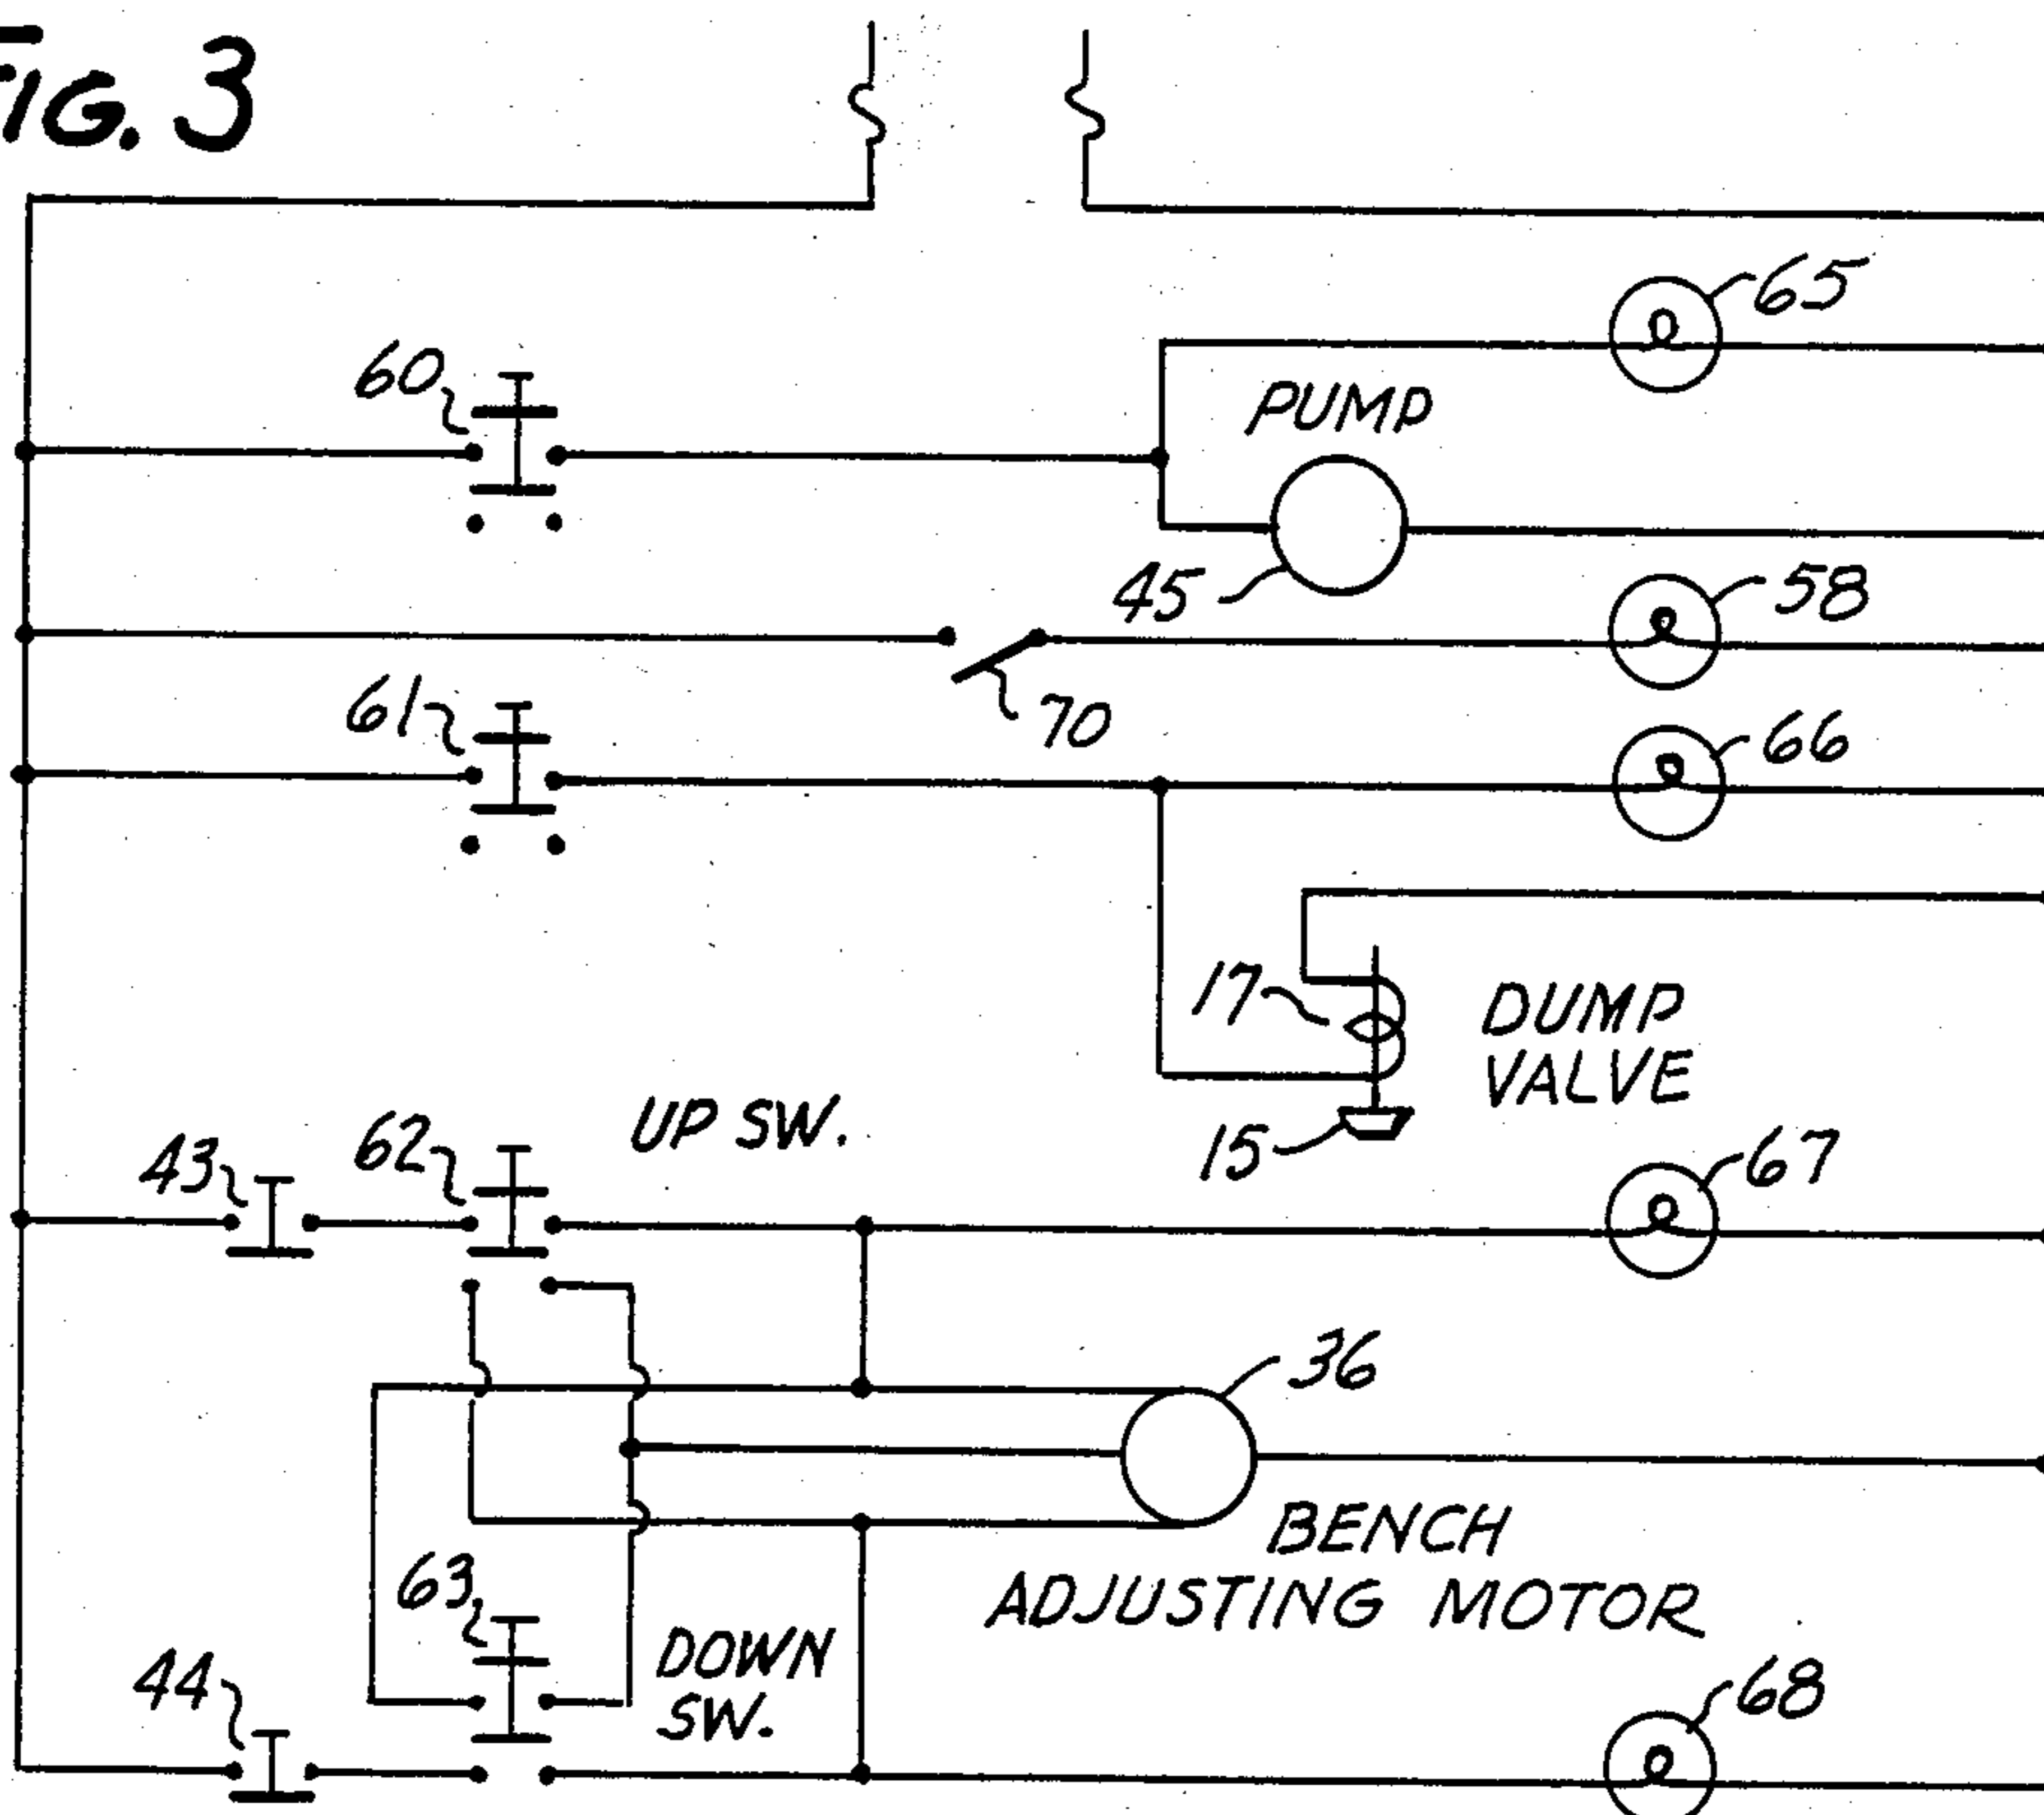 FIG. 3
65
60
PUMP
45
58
61
70
66
17
DUMP
VALVE
15
UP SW.
43
62
67
36
BENCH
ADJUSTING MOTOR
63
DOWN
SW.
44
68